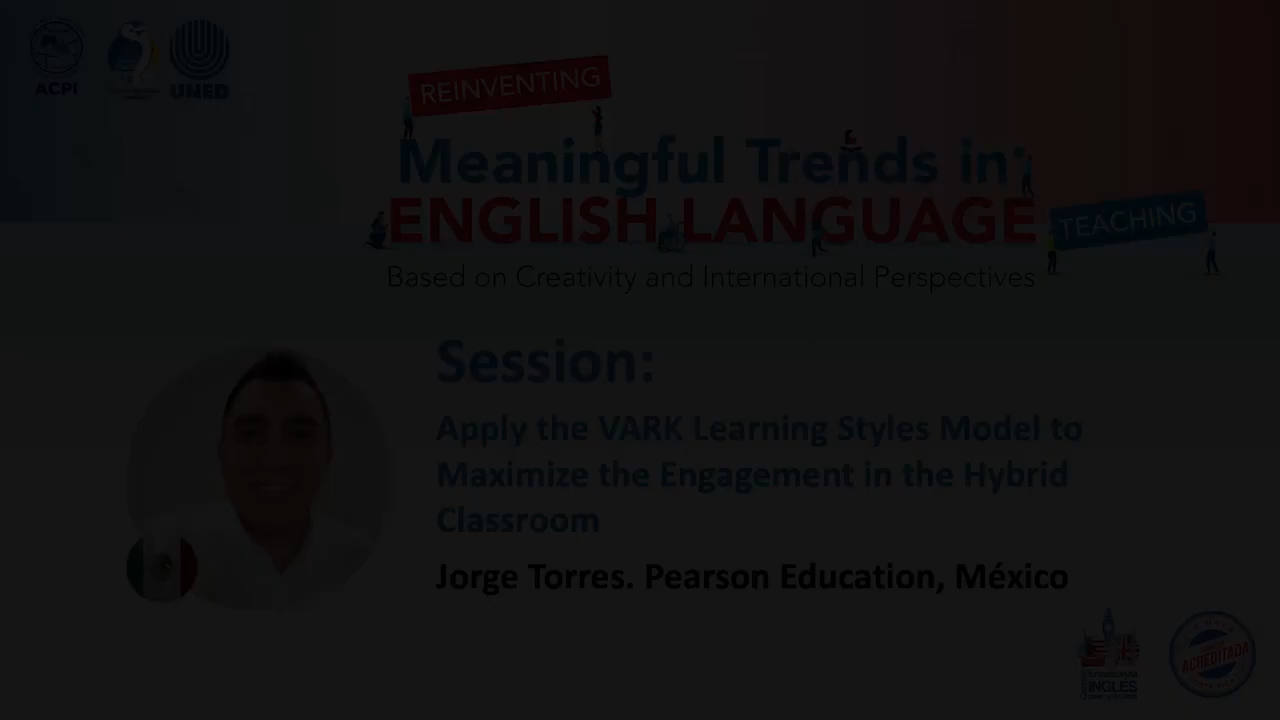 ACPI
UNED
REINVENTING
Meaningful Trends in:
ENGLISH LANGUAGE
TEACHING
Based on Creativity and International Perspectives
Session:
Apply the VARK Learning Styles Model to
Maximize the Engagement in the Hybrid
Classroom
Jorge Torres. Pearson Education, México
INGLÉS
ACREDITADA